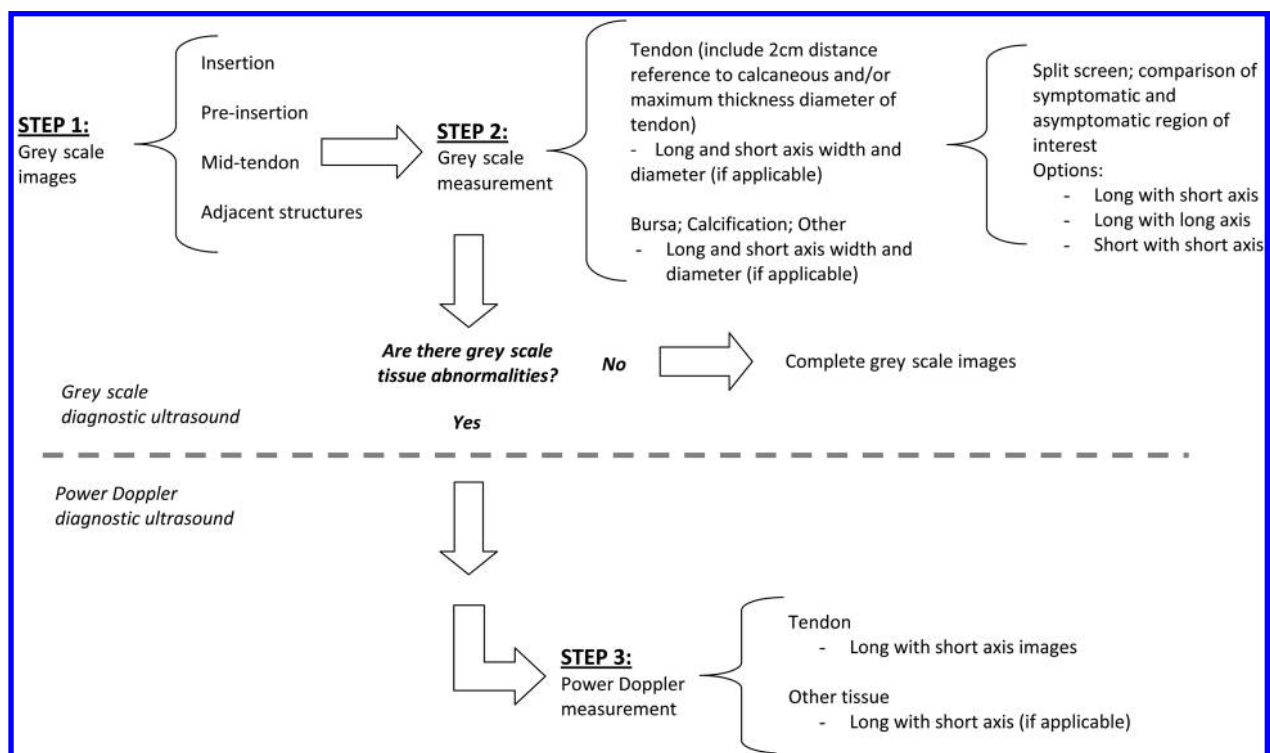 STEP 1:
Grey scale
images
Insertion
Pre-insertion
Mid-tendon
Adjacent structures
STEP 2:
Grey scale
measurement
Tendon (include 2cm distance
reference to calcaneous and/or
maximum thickness diameter of
tendon)
- Long and short axis width and
diameter (if applicable)
Bursa; Calcification; Other
- Long and short axis width and
diameter (if applicable)
Split screen; comparison of
symptomatic and
asymptomatic region of
interest
Options:
- Long with short axis
- Long with long axis
- Short with short axis
Are there grey scale
tissue abnormalities?
No
Complete grey scale images
Yes
Grey scale
diagnostic ultrasound
Power Doppler
diagnostic ultrasound
STEP 3:
Power Doppler
measurement
Tendon
- Long with short axis images
Other tissue
- Long with short axis (if applicable)